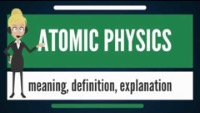 ATOMIC PHYSICS
meaning, definition, explanation